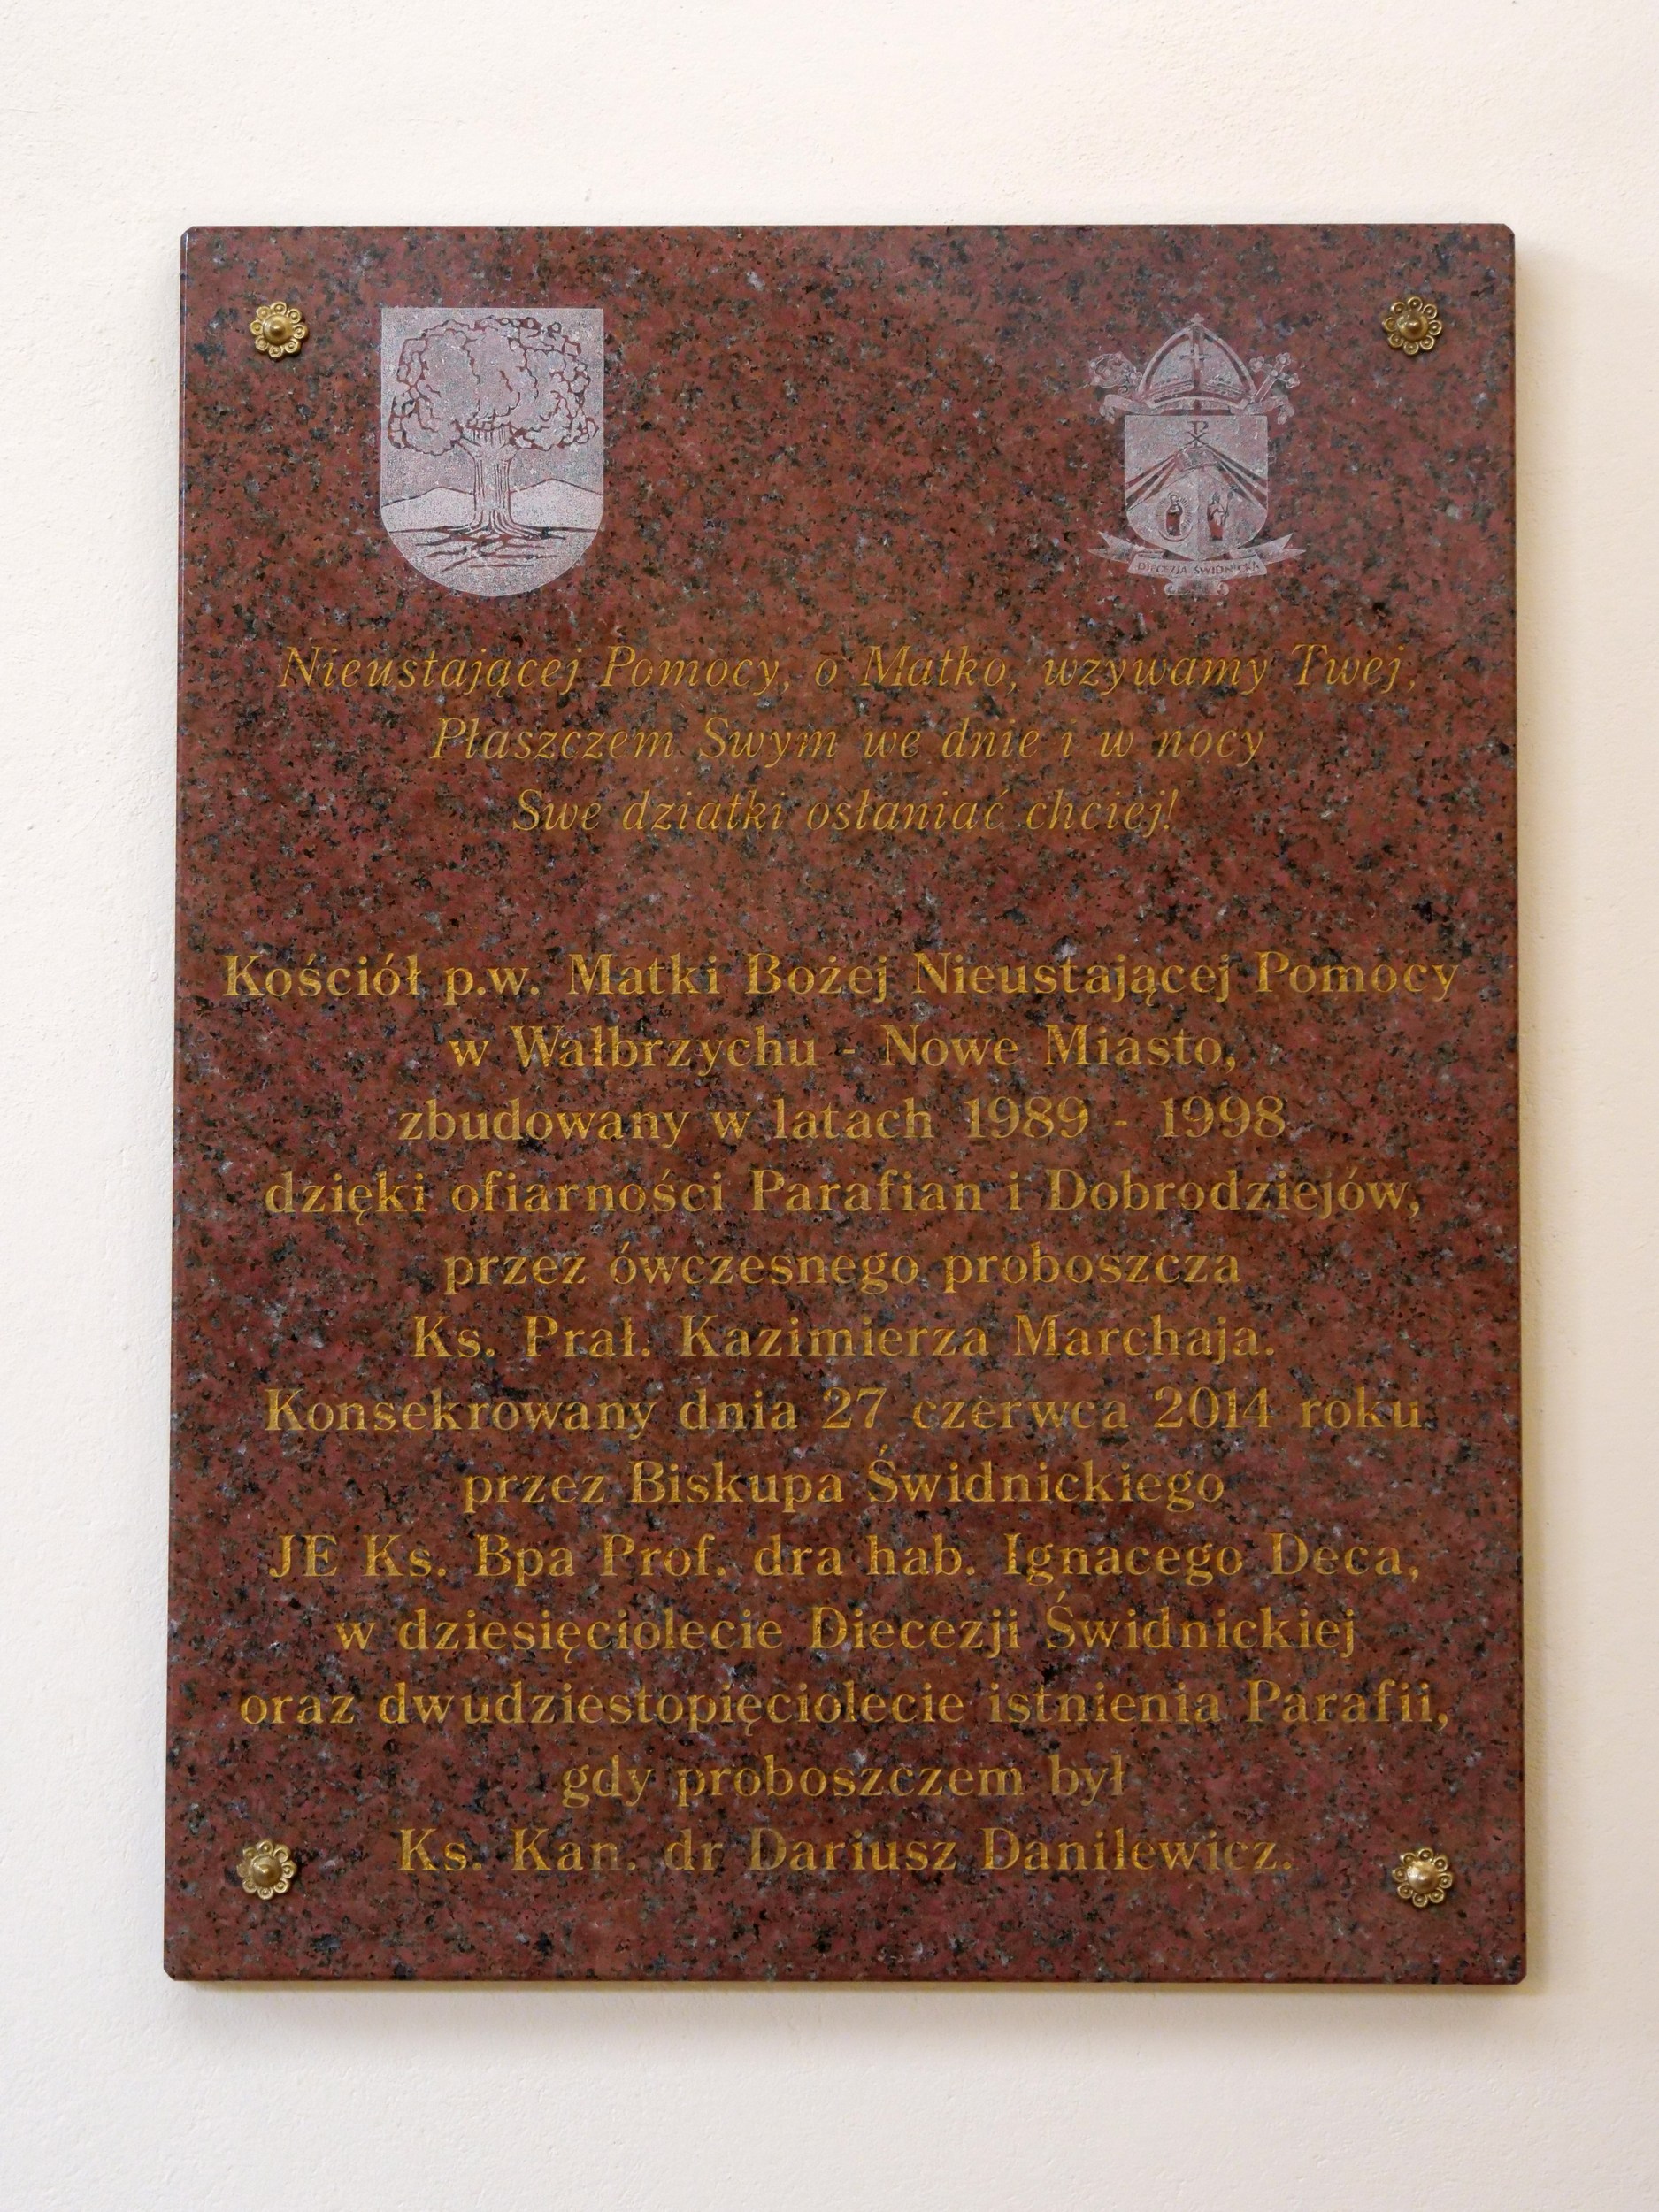 DIECEZJA ŚWIDNICKA
Nieustającej Pomocy, o Matko, wzywamy Twej,
Płaszczem Swym we dnie i w nocy
Swe dziatki osłaniać chciej!
Kościół p.w. Matki Bożej Nieustającej Pomocy
w Wałbrzychu - Nowe Miasto,
zbudowany w latach 1989 - 1998
dzięki ofiarności Parafian i Dobrodziejów,
przez ówczesnego proboszcza
Ks. Prał. Kazimierza Marchaja.
Konsekrowany dnia 27 czerwca 2014 roku
przez Biskupa Świdnickiego
JE Ks. Bpa Prof. dra hab. Ignacego Deca,
w dziesięciolecie Diecezji Świdnickiej
oraz dwudziestopięciolecie istnienia Parafii,
gdy proboszczem był
Ks. Kan. dr Dariusz Danilewicz.